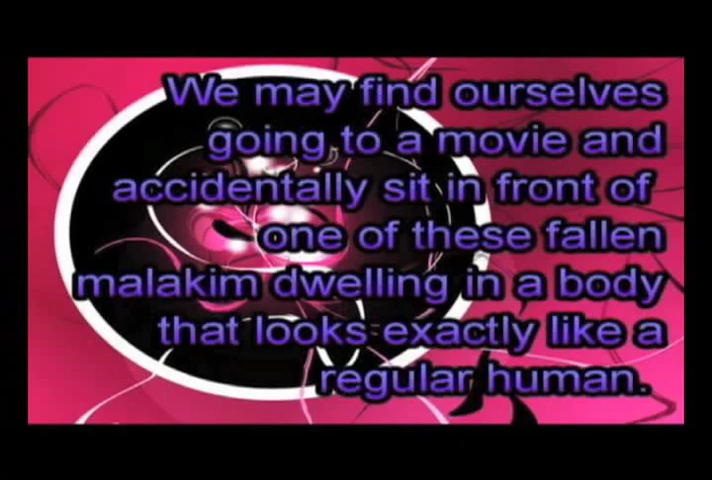 We may find ourselves
going to a movie and
accidentally sit in front of
one of these fallen
malakim dwelling in a body
that looks exactly like a
regular human.